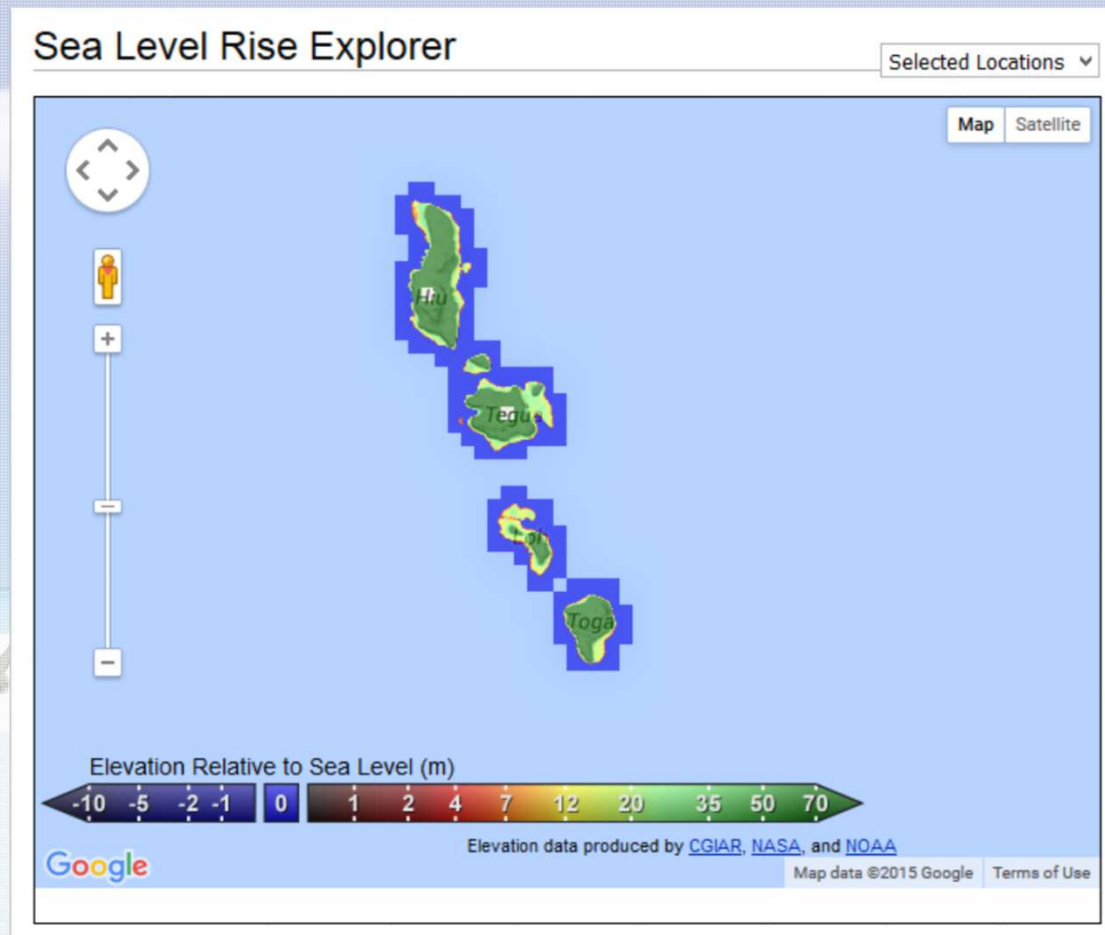 Sea Level Rise Explorer
Selected Locations
Map Satellite
Hiu
Tegua
Loh
Toga
Elevation Relative to Sea Level (m)
-10 -5 -2 -1 0 1 2 4 7 12 20 35 50 70
Elevation data produced by CGIAR, NASA, and NOAA
Google
Map data ©2015 Google Terms of Use